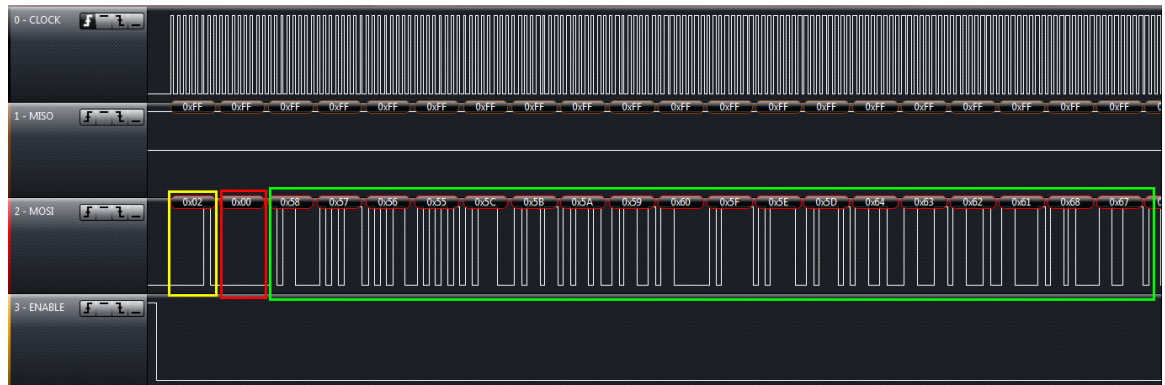 0 - CLOCK
0xFF 0xFF 0xFF 0xFF 0xFF 0xFF 0xFF 0xFF 0xFF 0xFF 0xFF 0xFF 0xFF 0xFF 0xFF 0xFF 0xFF 0xFF 0xFF 0xFF
1 - MISO
0x02 0x00 0x58 0x57 0x56 0x55 0x5C 0x5B 0x5A 0x59 0x60 0x5F 0x5E 0x5D 0x64 0x63 0x62 0x61 0x68 0x67
2 - MOSI
3 - ENABLE